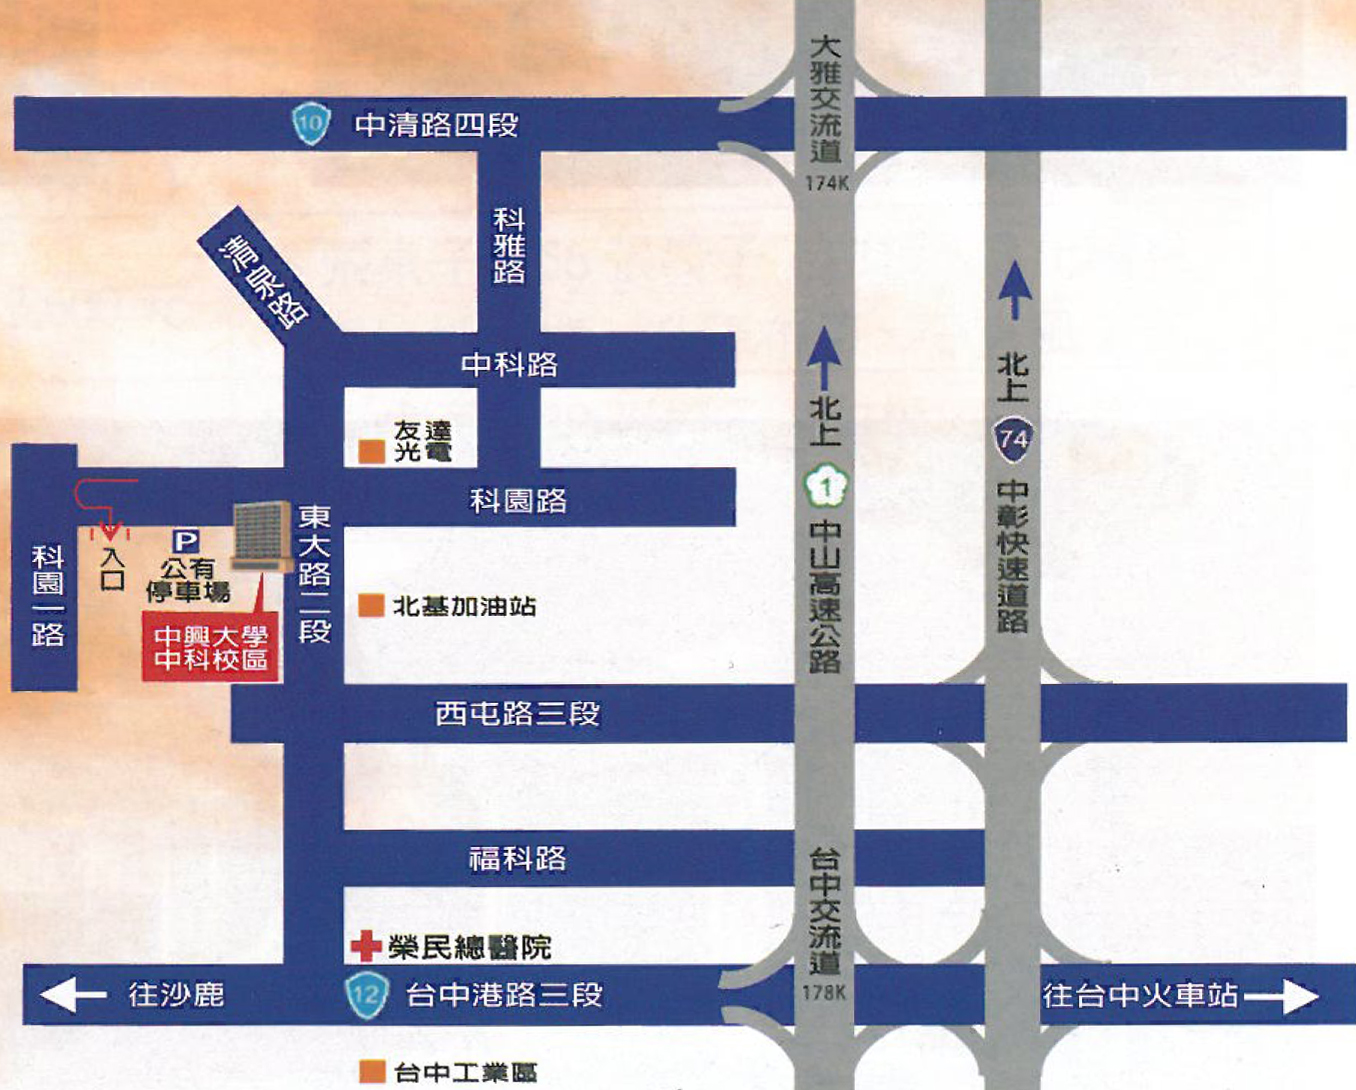 大雅交流道
174K
10
中清路四段
科雅路
清泉路
中科路
北上
74
中彰快速道路
北上
1
中山高速公路
友達
光電
科園路
科園一路
入口
P
公有
停車場
東大路二段
中興大學
中科校區
北基加油站
西屯路三段
福科路
台中交流道
178K
榮民總醫院
往沙鹿
12
台中港路三段
往台中火車站
台中工業區